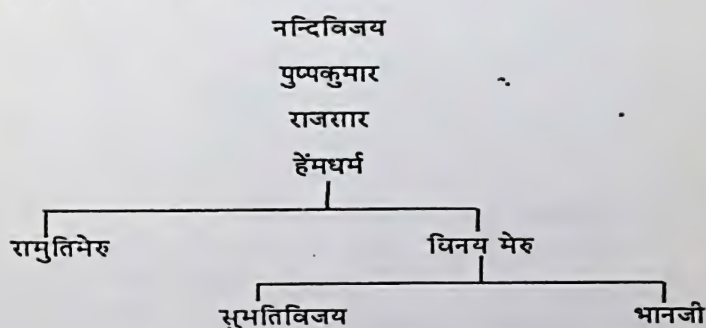 नन्दिविजय
पुष्पकुमार
राजसार
हेंमधर्म
रामुतिमेरु विनय मेरु
सुमतिविजय भानजी